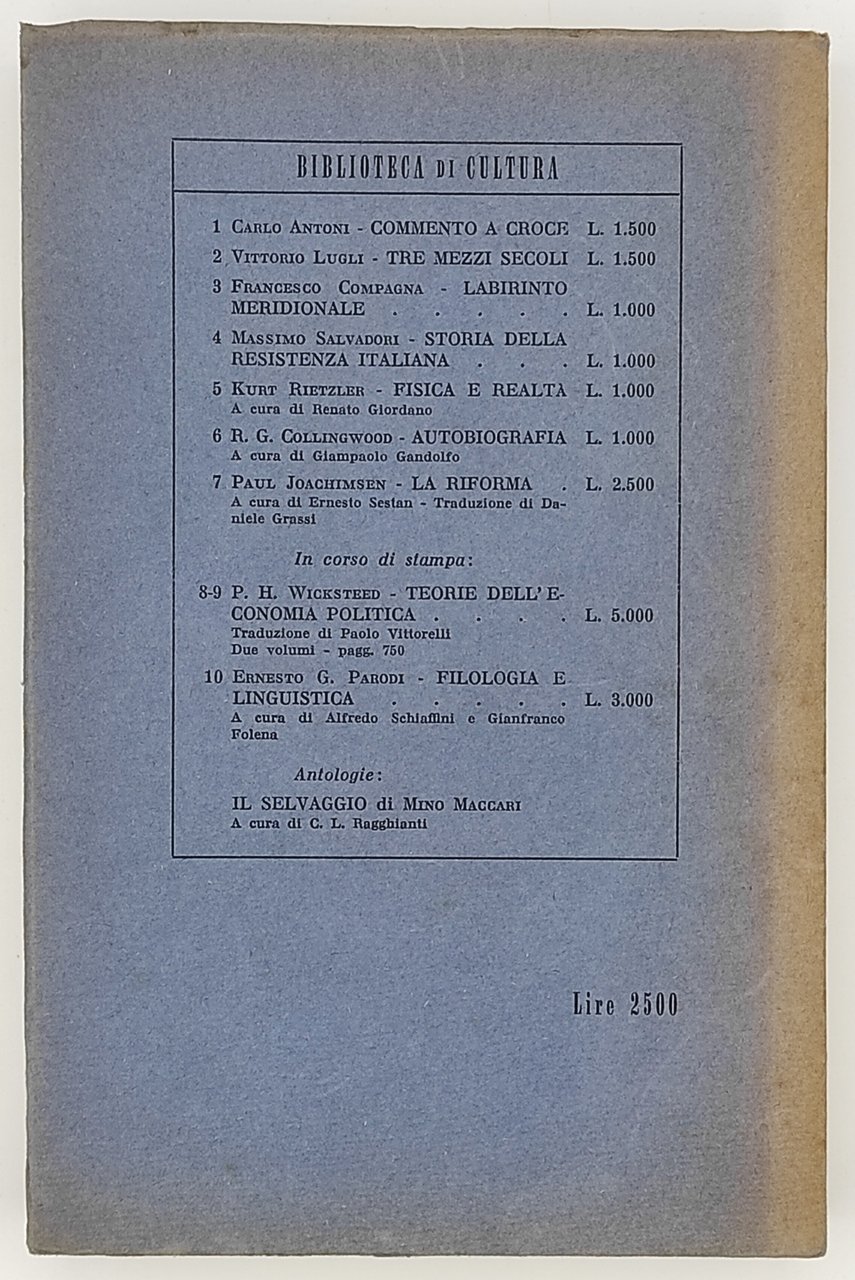 BIBLIOTECA DI CULTURA
1 Carlo Antoni - COMMENTO A CROCE L. 1.500
2 Vittorio Lugli - TRE MEZZI SECOLI L. 1.500
3 Francesco Compagna - LABIRINTO
MERIDIONALE . . . . . L. 1.000
4 Massimo Salvadori - STORIA DELLA
RESISTENZA ITALIANA . . . L. 1.000
5 Kurt Rietzler - FISICA E REALTÀ L. 1.000
A cura di Renato Giordano
6 R. G. Collingwood - AUTOBIOGRAFIA L. 1.000
A cura di Giampaolo Gandolfo
7 Paul Joachimsen - LA RIFORMA . L. 2.500
A cura di Ernesto Sestan - Traduzione di Da-
niele Grassi
In corso di stampa:
8-9 P. H. Wicksteed - TEORIE DELL'E-
CONOMIA POLITICA . . . . L. 5.000
Traduzione di Paolo Vittorelli
Due volumi - pagg. 750
10 Ernesto G. Parodi - FILOLOGIA E
LINGUISTICA . . . . . L. 3.000
A cura di Alfredo Schiaffini e Gianfranco
Folena
Antologie:
IL SELVAGGIO di Mino Maccari
A cura di C. L. Ragghianti
Lire 2500